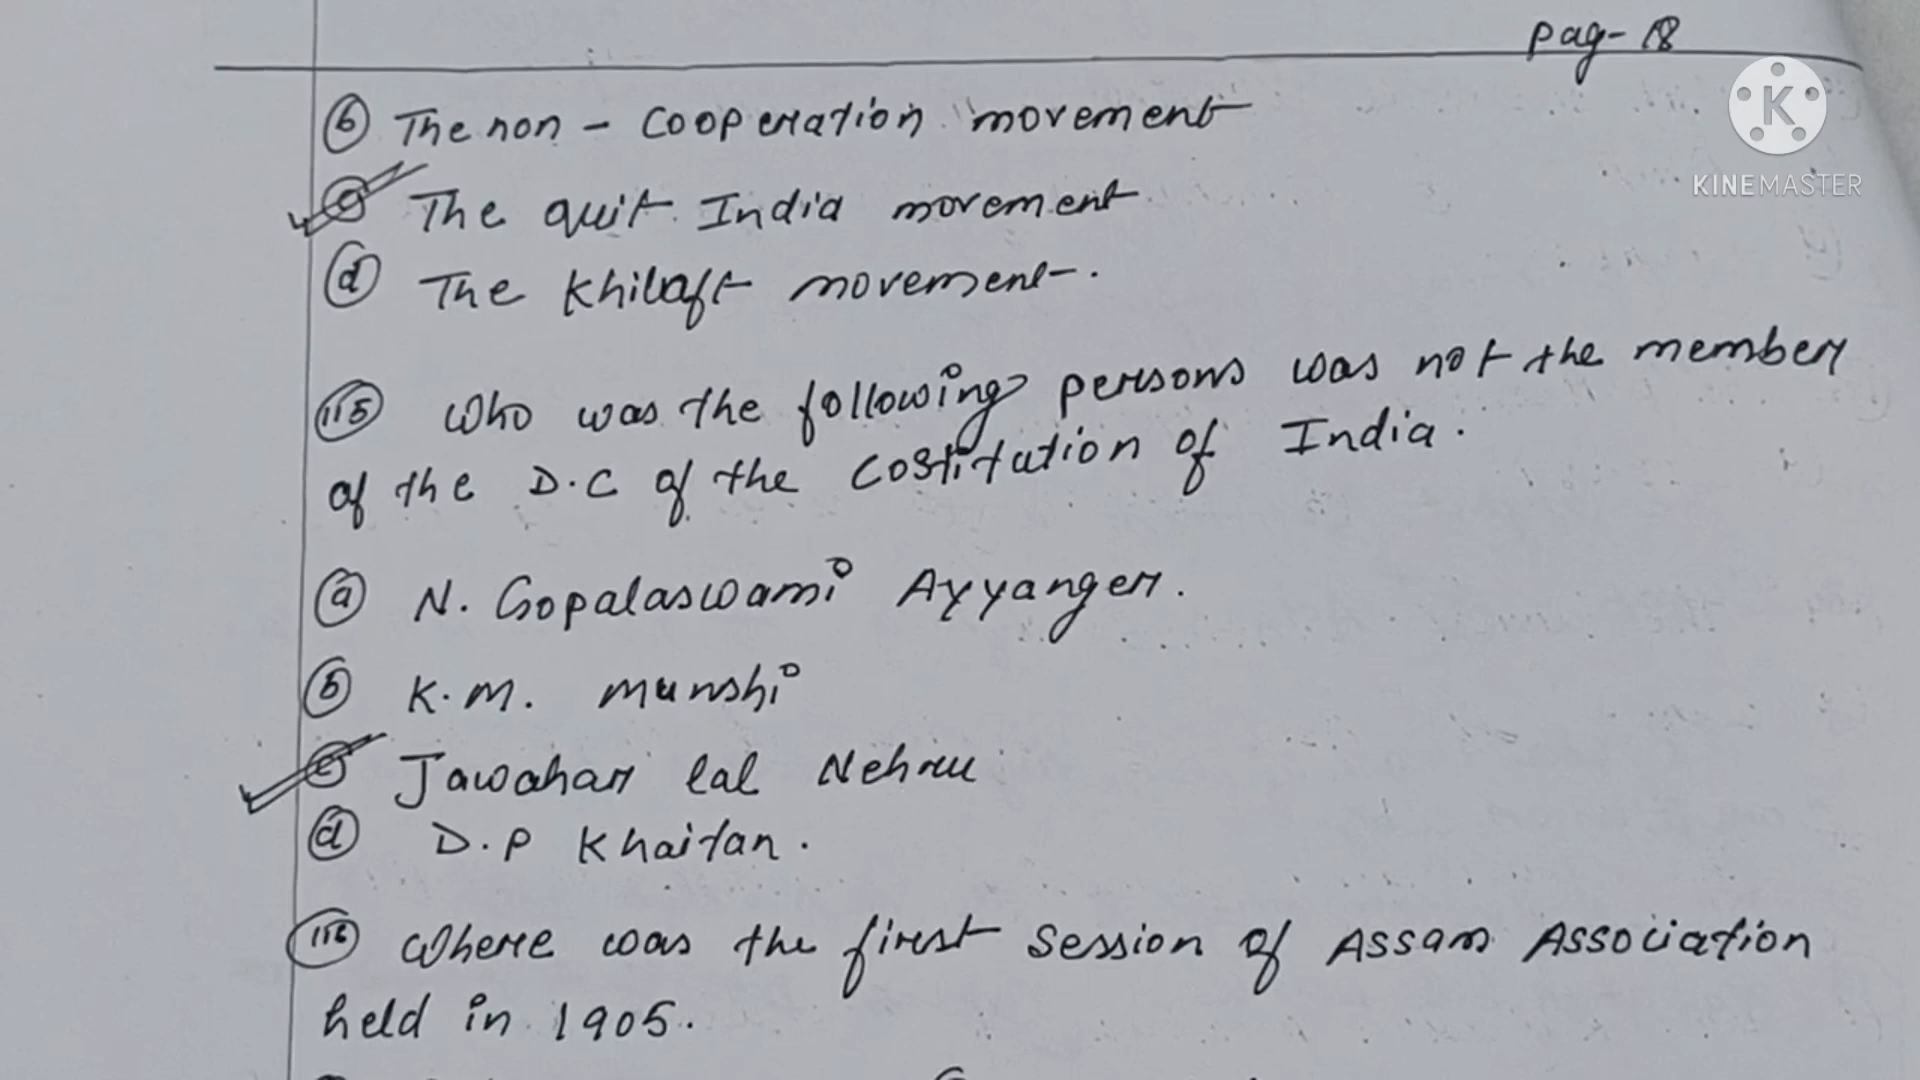 Pag- 18
KINEMASTER
(b) The non - cooperation movement
(c) The quit India movement
(d) The Khilaft movement.
(115) Who was the following persons was not the member
of the D.C of the Costitution of India.
(a) N. Gopalaswami Ayyanger.
(b) K.M. Munshi
(c) Jawahar lal Nehru
(d) D.P Khaitan.
(116) Where was the first session of Assam Association
held in 1905.